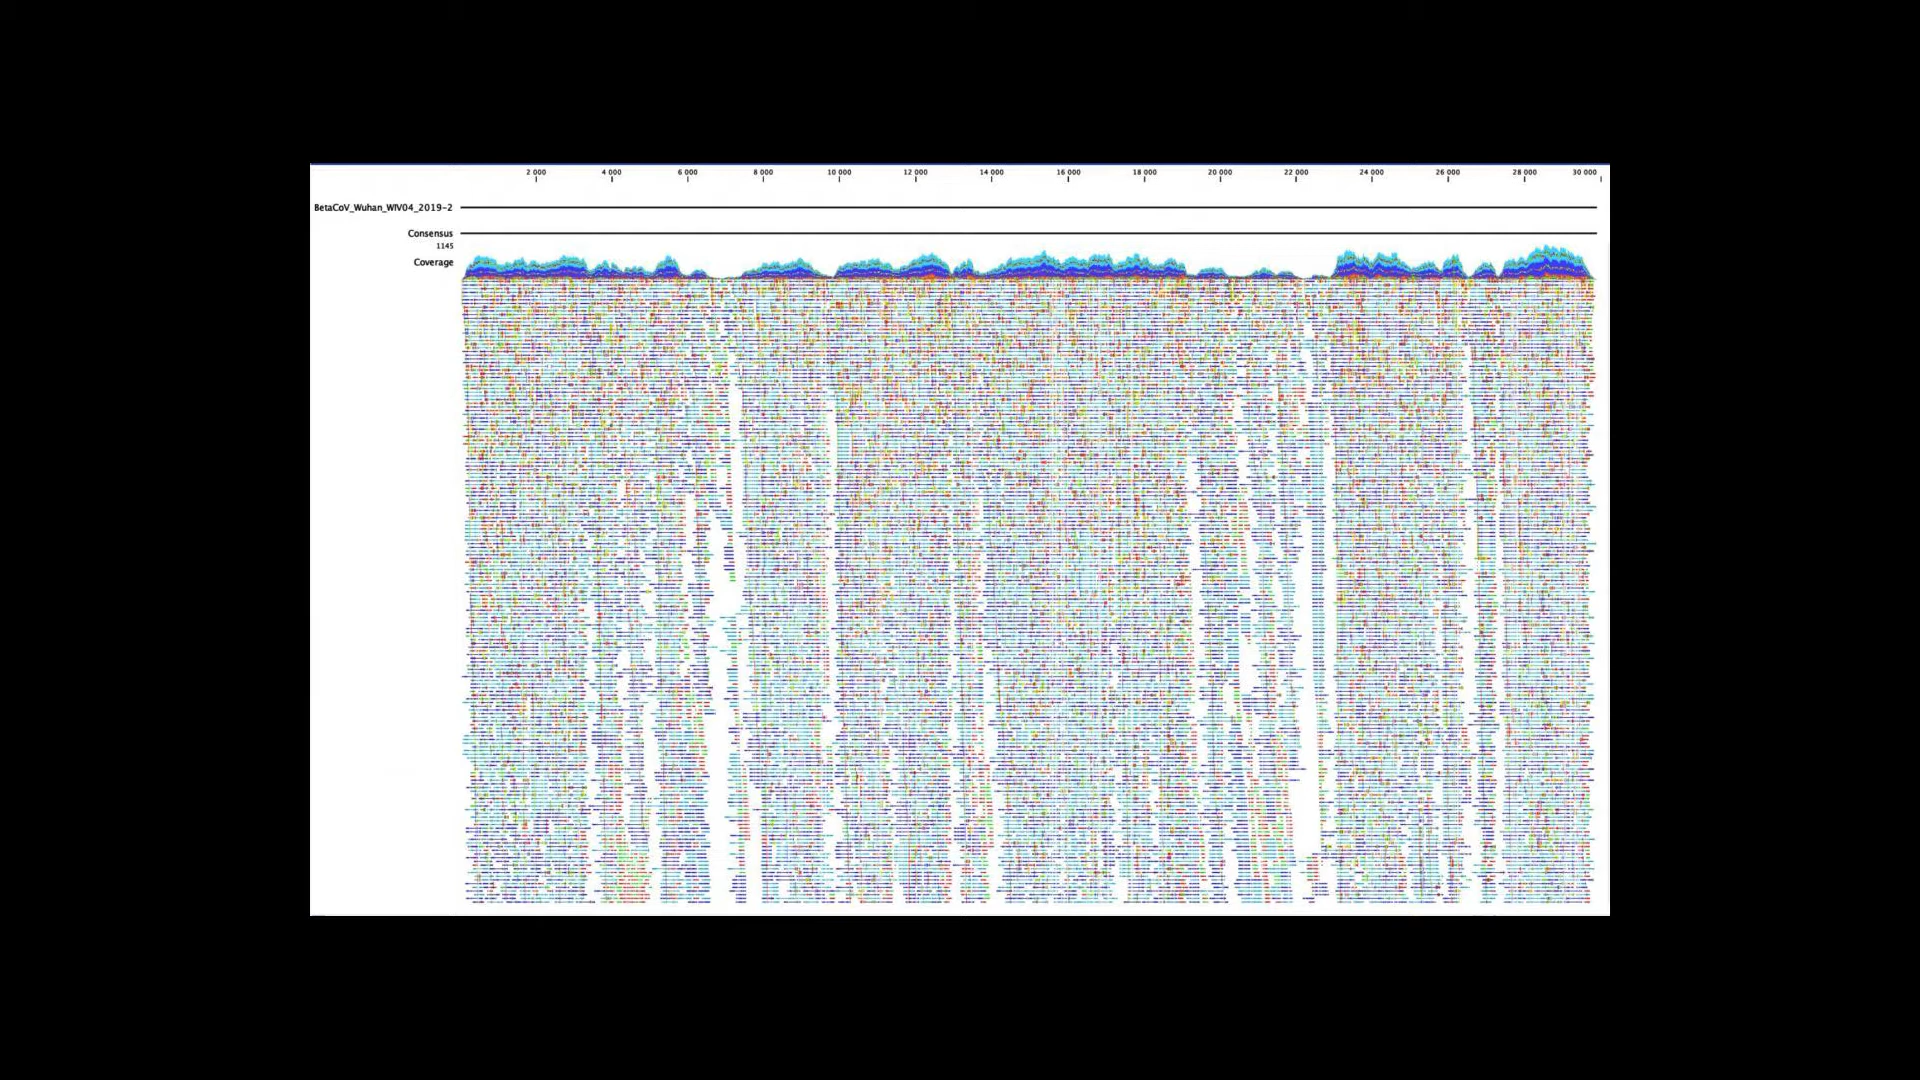 2 000 4 000 6 000 8 000 10 000 12 000 14 000 16 000 18 000 20 000 22 000 24 000 26 000 28 000 30 000
BetaCoV_Wuhan_WIV04_2019-2
Consensus
1145
Coverage